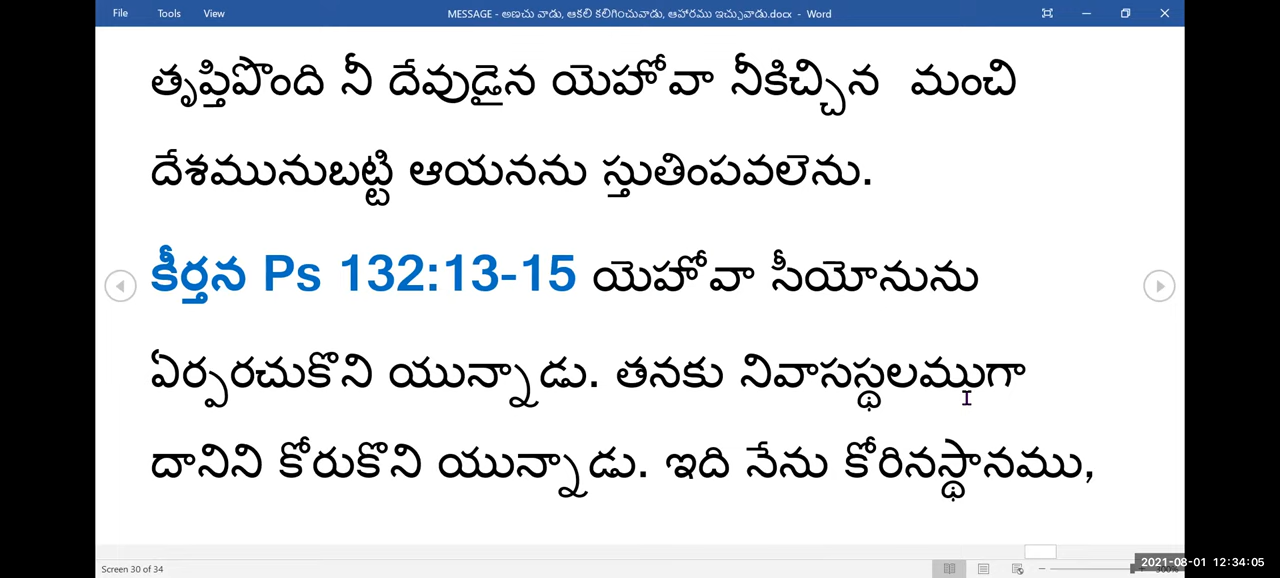 File Tools View MESSAGE - అణచు వాడు, ఆకలి కలిగించువాడు, ఆహారము ఇచ్చువాడు.docx - Word
తృప్తిపొంది నీ దేవుడైన యెహోవా నీకిచ్చిన మంచి
దేశమునుబట్టి ఆయనను స్తుతింపవలెను.
కీర్తన Ps 132:13-15 యెహోవా సీయోనును
ఏర్పరచుకొని యున్నాడు. తనకు నివాసస్థలముగా
దానిని కోరుకొని యున్నాడు. ఇది నేను కోరినస్థానము,
Screen 30 of 34 300%
2021-08-01 12:34:05